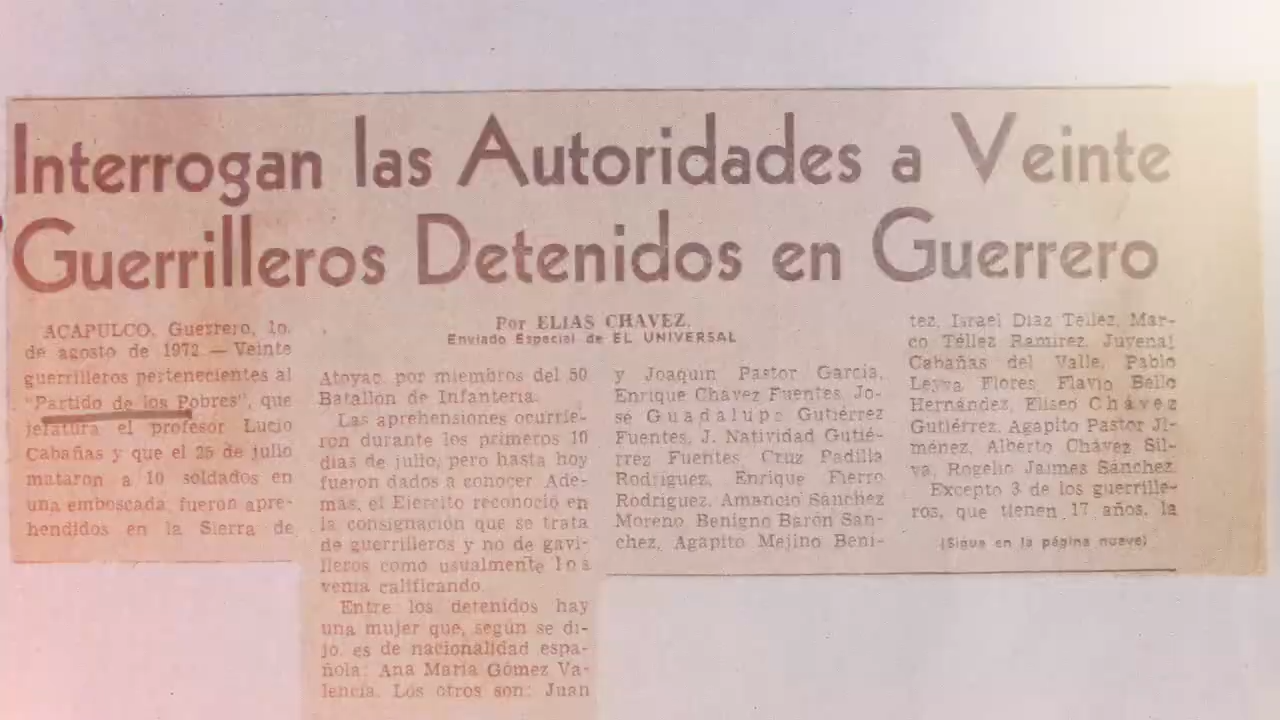 Interrogan las Autoridades a Veinte
Guerrilleros Detenidos en Guerrero
ACAPULCO, Guerrero, 1o.
de agosto de 1972 — Veinte
guerrilleros pertenecientes al
"Partido de los Pobres", que
jefatura el profesor Lucio
Cabañas y que el 25 de julio
mataron a 10 soldados en
una emboscada fueron apre-
hendidos en la Sierra de
Por ELIAS CHAVEZ,
Enviado Especial de EL UNIVERSAL
Atoyac por miembros del 50
Batallón de Infantería.
Las aprehensiones ocurrie-
ron durante los primeros 10
días de julio, pero hasta hoy
fueron dados a conocer Ade-
más, el Ejército reconoció en
la consignación que se trata
de guerrilleros y no de gavi-
lleros como usualmente los
venía calificando.
Entre los detenidos hay
una mujer que, según se di-
jo, es de nacionalidad espa-
ñola: Ana María Gómez Va-
lencia. Los otros son: Juan
y Joaquín Pastor García,
Enrique Chávez Fuentes, Jo-
sé Guadalupe Gutiérrez
Fuentes, J. Natividad Gutié-
rrez Fuentes, Cruz Padilla
Rodríguez, Enrique Fierro
Rodríguez, Amancio Sánchez
Moreno, Benigno Barón Sán-
chez, Agapito Mejino Bení-
tez, Israel Díaz Téllez, Mar-
co Téllez Ramírez, Juvenal
Cabañas del Valle, Pablo
Leyva Flores, Flavio Bello
Hernández, Eliseo Chávez
Gutiérrez, Agapito Pastor Ji-
ménez, Alberto Chávez Sil-
va, Rogelio Jaimes Sánchez
Excepto 3 de los guerrille-
ros, que tienen 17 años, la
(Sigue en la página nueve)